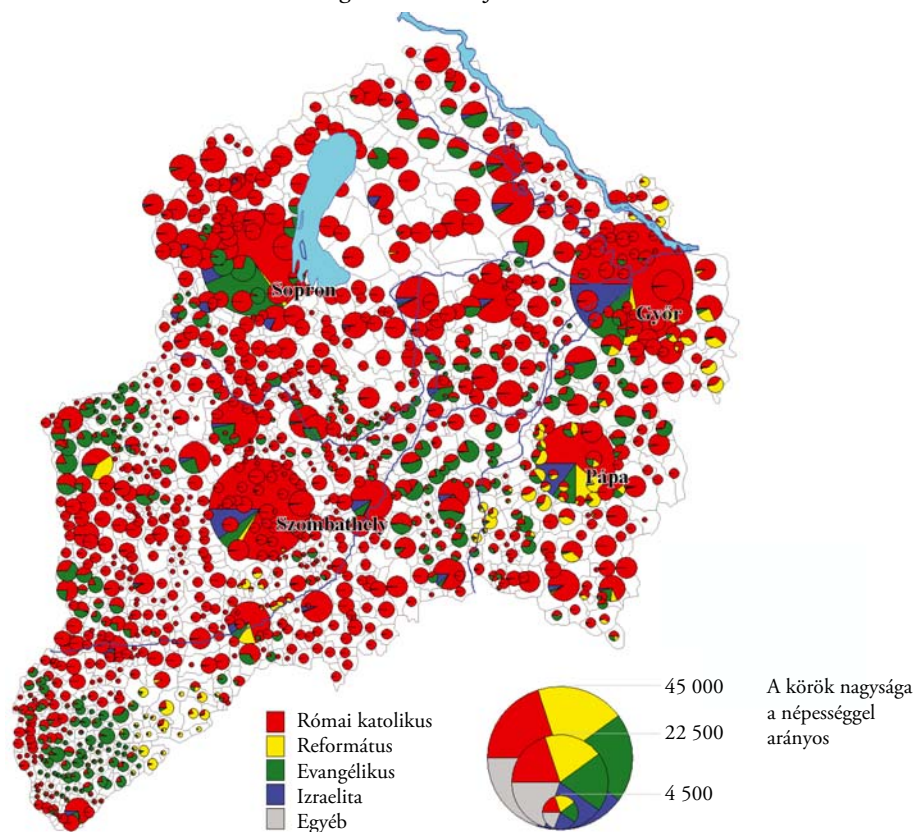 Sopron
Győr
Pápa
Szombathely
Római katolikus
Református
Evangélikus
Izraelita
Egyéb
45 000
22 500
4 500
A körök nagysága
a népességgel
arányos